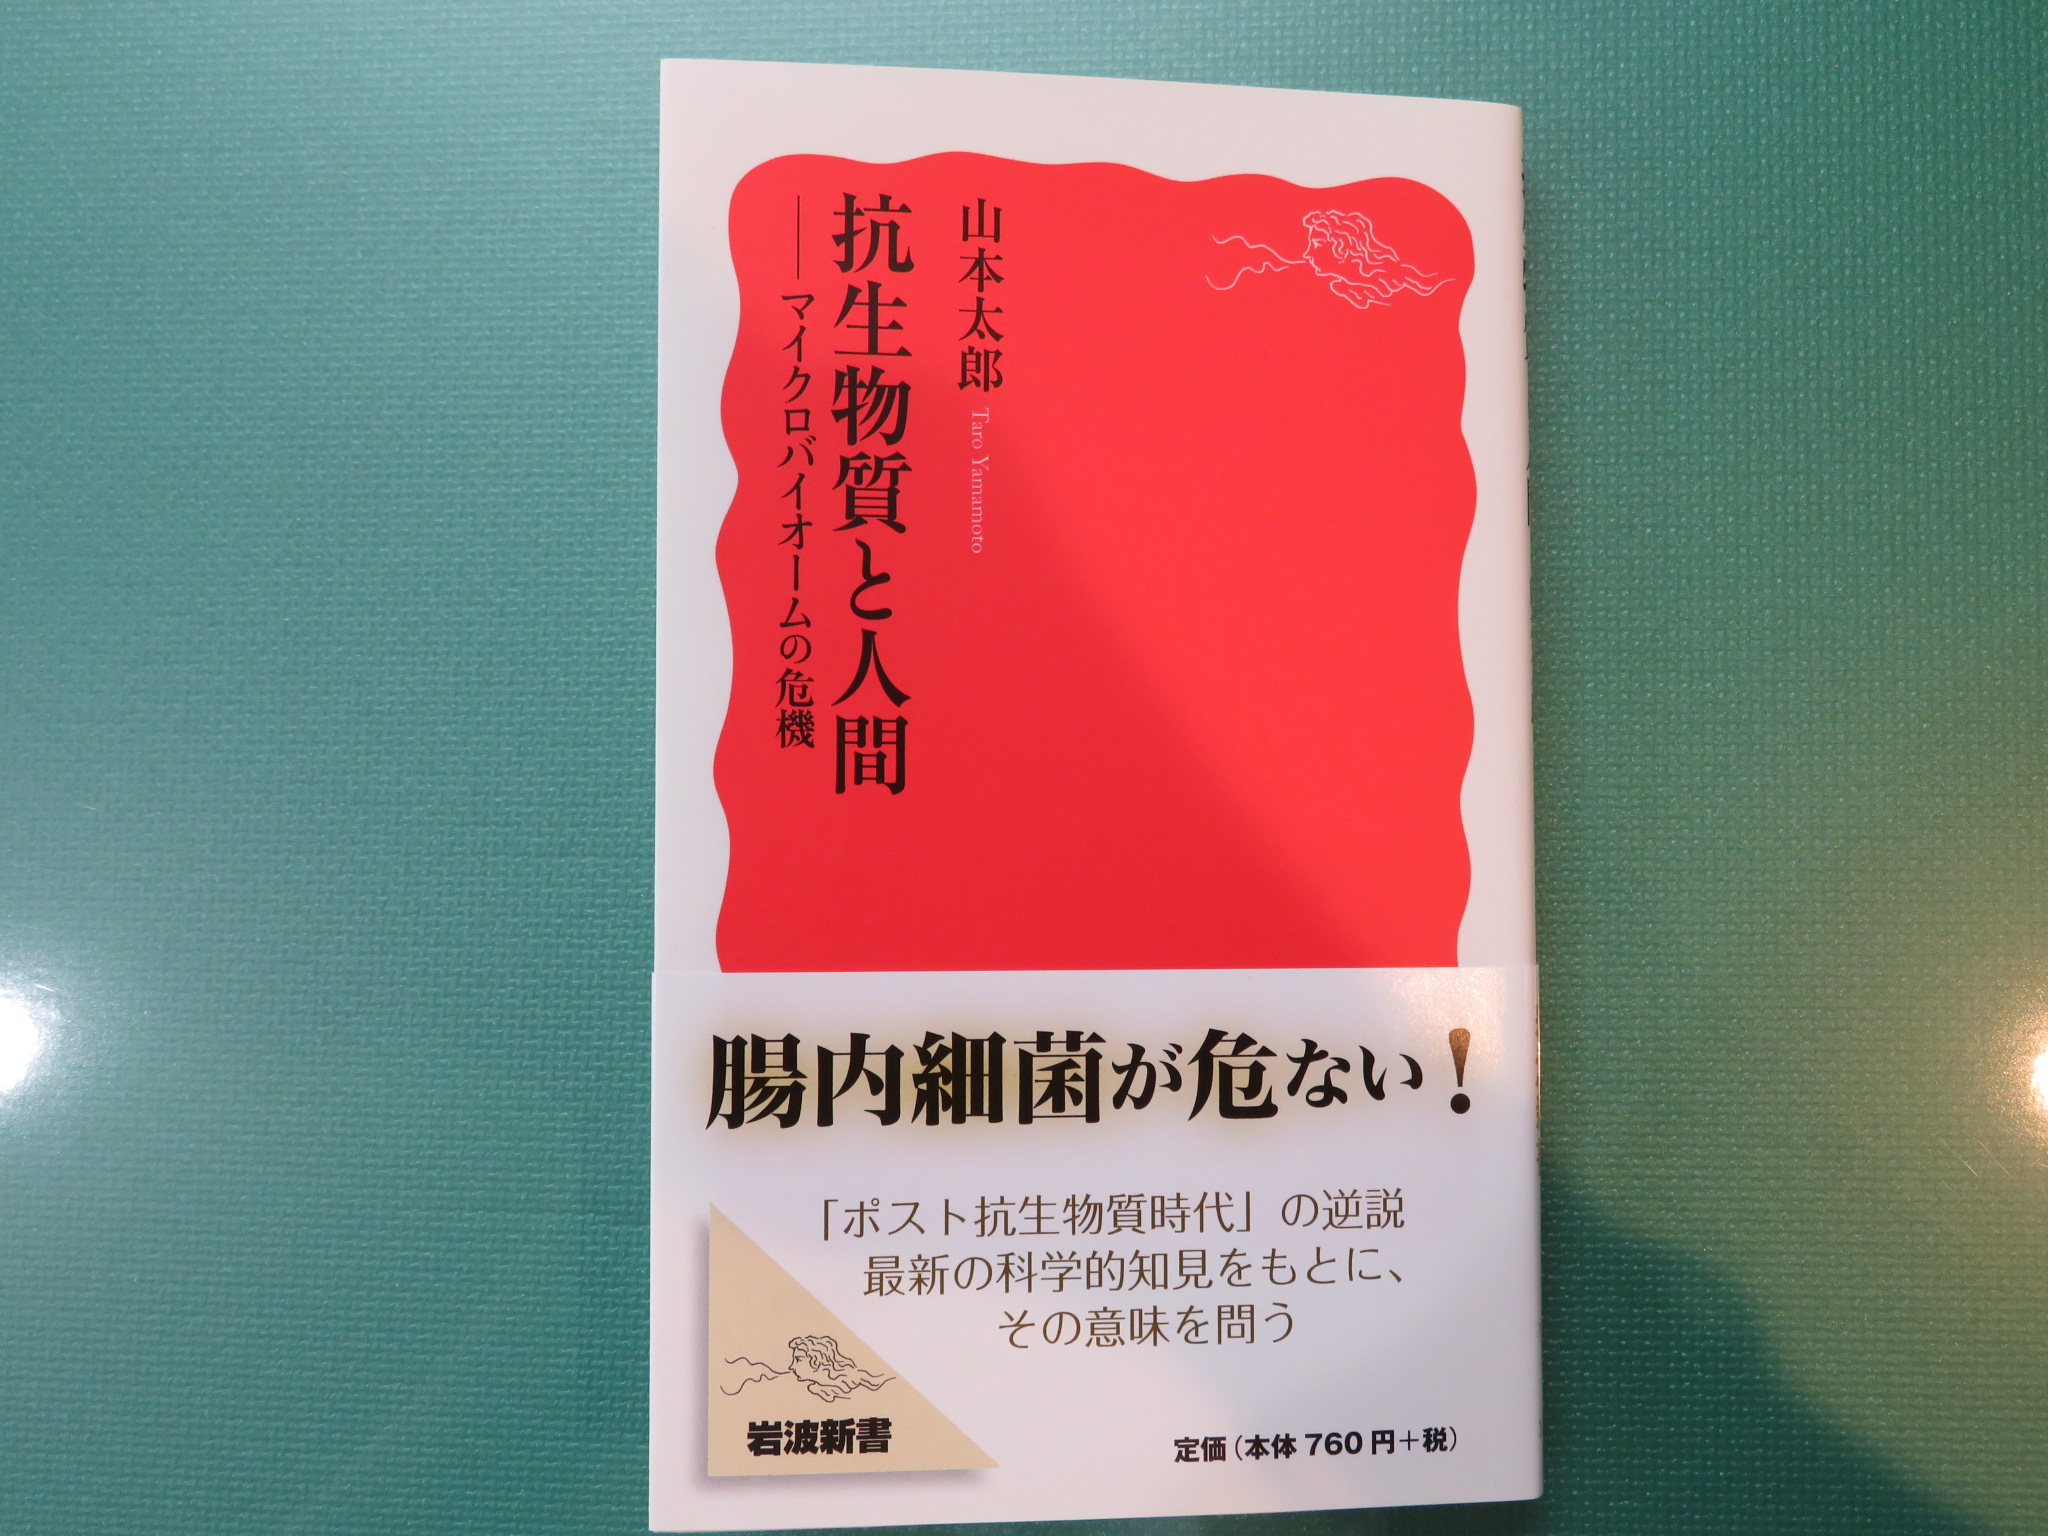 山本太郎 Taro Yamamoto
抗生物質と人間
――マイクロバイオームの危機
腸内細菌が危ない!
「ポスト抗生物質時代」の逆説
最新の科学的知見をもとに、
その意味を問う
岩波新書
定価(本体 760円+税)